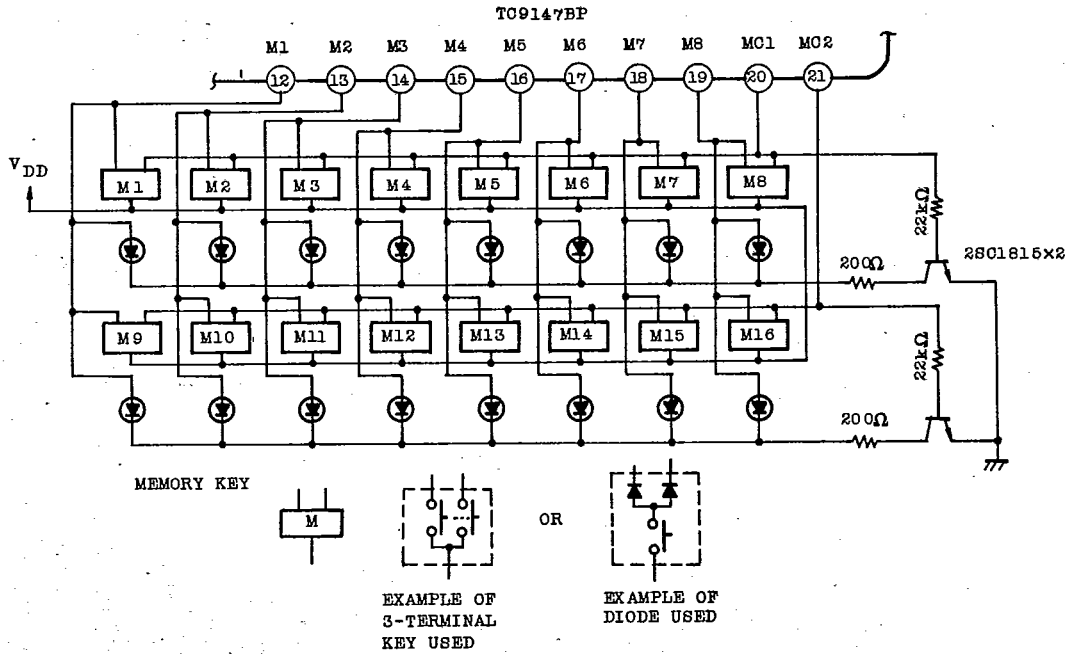 TC9147BP
M1 M2 M3 M4 M5 M6 M7 M8 MC1 MC2
12 13 14 15 16 17 18 19 20 21
VDD
M1 M2 M3 M4 M5 M6 M7 M8
22kΩ
2SC1815×2
200Ω
M9 M10 M11 M12 M13 M14 M15 M16
22kΩ
200Ω
MEMORY KEY
M
OR
EXAMPLE OF
3-TERMINAL
KEY USED
EXAMPLE OF
DIODE USED